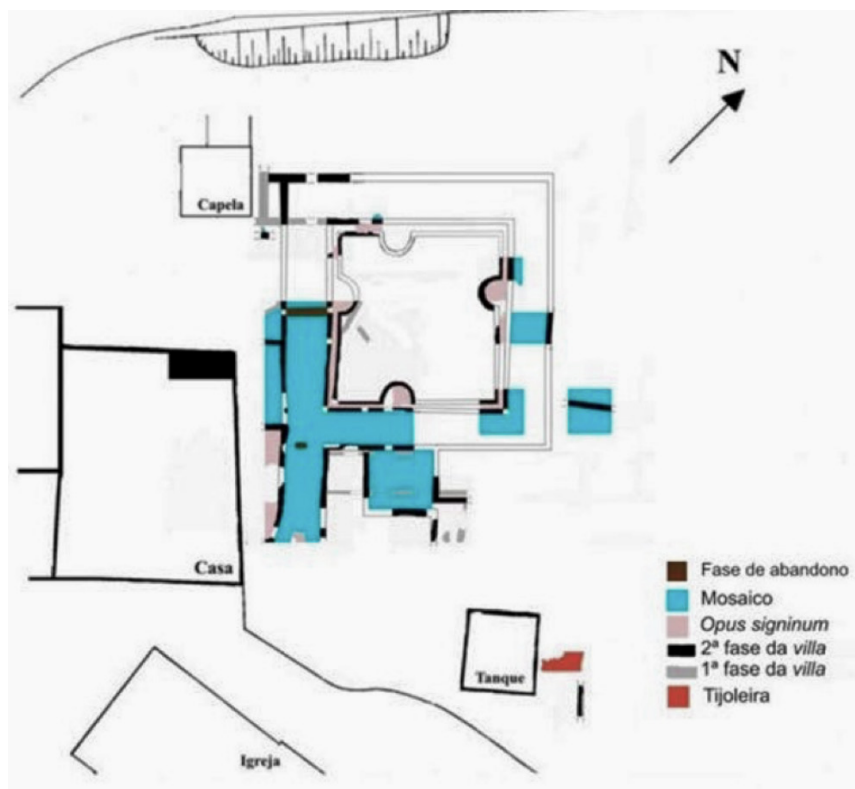 N
Capela
Casa
Tanque
Igreja
Fase de abandono
Mosaico
Opus signinum
2ª fase da villa
1ª fase da villa
Tijoleira